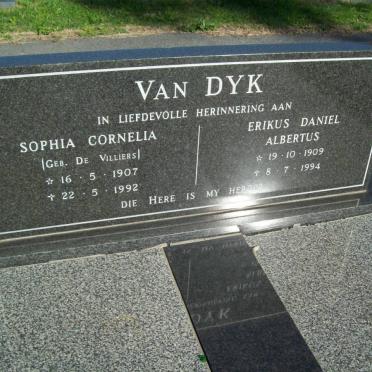 VAN DYK
IN LIEFDEVOLLE HERINNERING AAN
SOPHIA CORNELIA
[GEB. DE VILLIERS]
☆ 16 · 5 · 1907
✝ 22 · 5 · 1992
ERIKUS DANIEL
ALBERTUS
☆ 19 · 10 · 1909
✝ 8 · 7 · 1994
DIE HERE IS MY HERDER